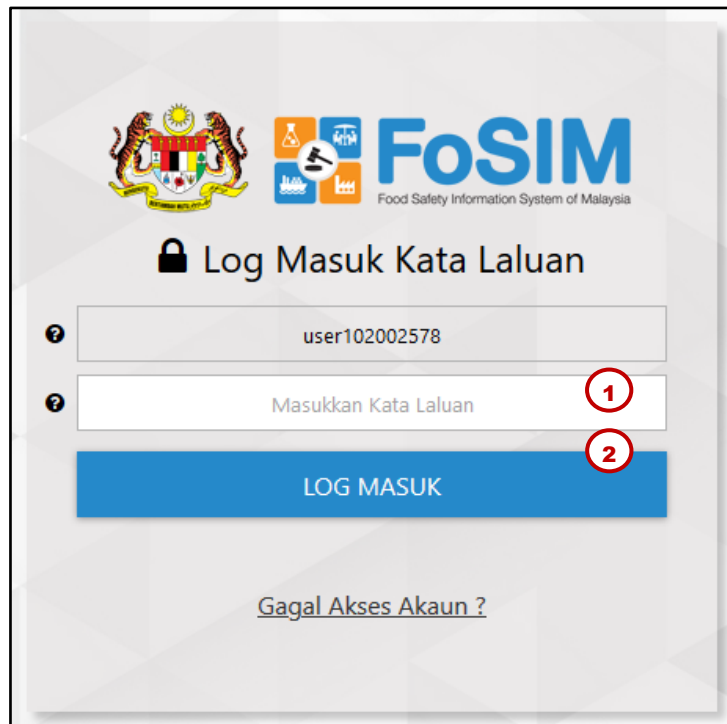 FoSIM
Food Safety Information System of Malaysia
Log Masuk Kata Laluan
user102002578
Masukkan Kata Laluan
1
2
LOG MASUK
Gagal Akses Akaun ?